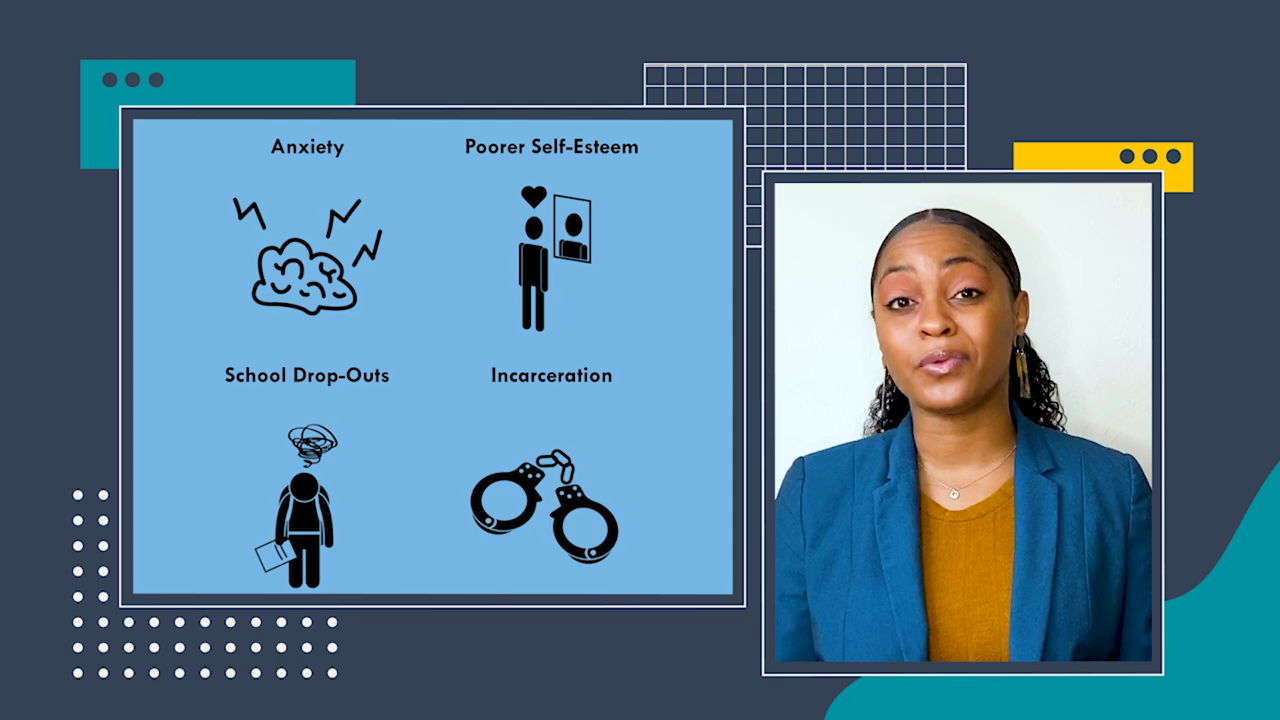 Anxiety
Poorer Self-Esteem
School Drop-Outs
Incarceration